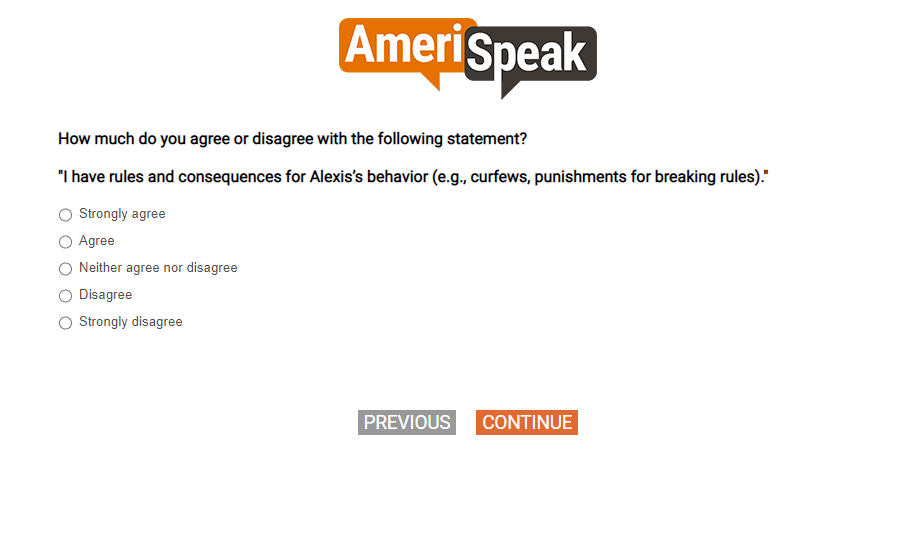 AmeriSpeak
How much do you agree or disagree with the following statement?
"I have rules and consequences for Alexis’s behavior (e.g., curfews, punishments for breaking rules)."
Strongly agree
Agree
Neither agree nor disagree
Disagree
Strongly disagree
PREVIOUS CONTINUE